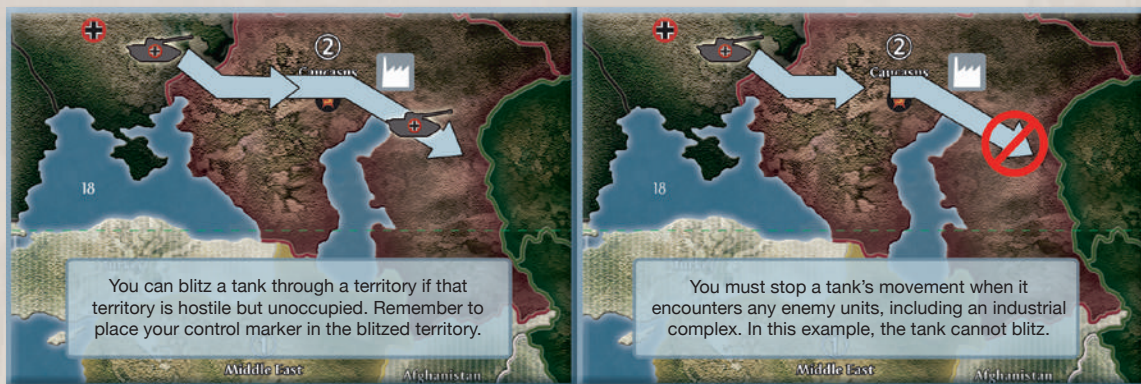 2
Caucasus
18
You can blitz a tank through a territory if that
territory is hostile but unoccupied. Remember to
place your control marker in the blitzed territory.
Middle East
Afghanistan
2
Caucasus
18
You must stop a tank’s movement when it
encounters any enemy units, including an industrial
complex. In this example, the tank cannot blitz.
Middle East
Afghanistan